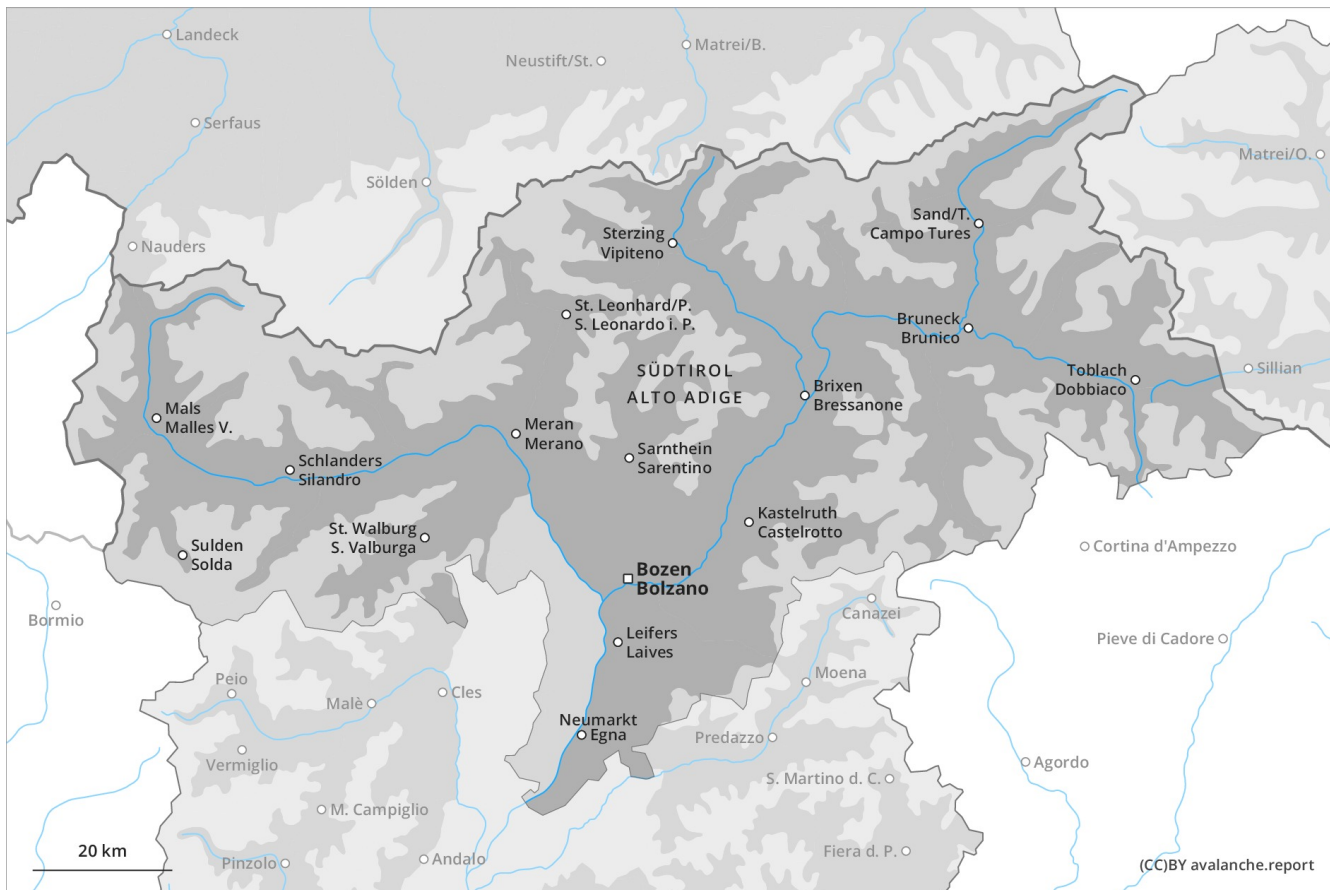 Landeck
Matrei/B.
Neustift/St.
Serfaus
Matrei/O.
Sölden
Sand/T.
Campo Tures
Sterzing
Vipiteno
Nauders
St. Leonhard/P.
S. Leonardo i. P.
Bruneck
Brunico
SÜDTIROL
ALTO ADIGE
Toblach
Dobbiaco
Sillian
Brixen
Bressanone
Mals
Malles V.
Meran
Merano
Sarnthein
Sarentino
Schlanders
Silandro
Kastelruth
Castelrotto
St. Walburg
S. Valburga
Sulden
Solda
Cortina d'Ampezzo
Bozen
Bolzano
Bormio
Canazei
Leifers
Laives
Pieve di Cadore
Peio
Malè
Cles
Moena
Neumarkt
Egna
Predazzo
Vermiglio
Agordo
S. Martino d. C.
M. Campiglio
20 km
Pinzolo
Andalo
Fiera d. P.
(CC)BY avalanche.report